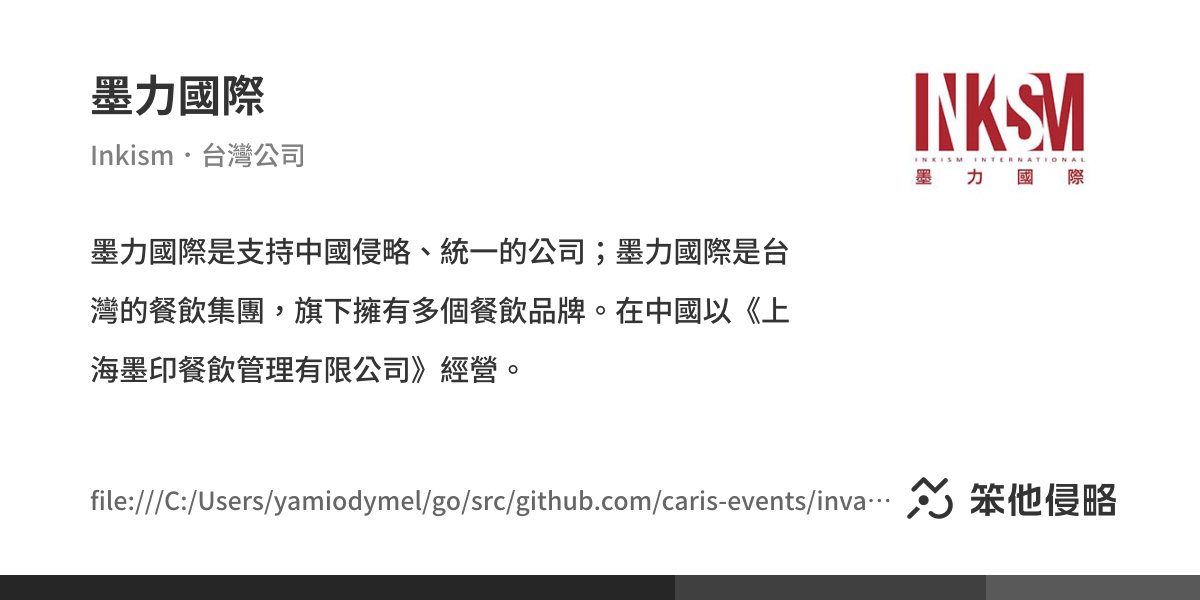 墨力國際
Inkism・台灣公司
INKISM
INKISM INTERNATIONAL
墨力國際
墨力國際是支持中國侵略、統一的公司；墨力國際是台
灣的餐飲集團，旗下擁有多個餐飲品牌。在中國以《上
海墨印餐飲管理有限公司》經營。
file:///C:/Users/yamiodymel/go/src/github.com/caris-events/inva…
笨他侵略